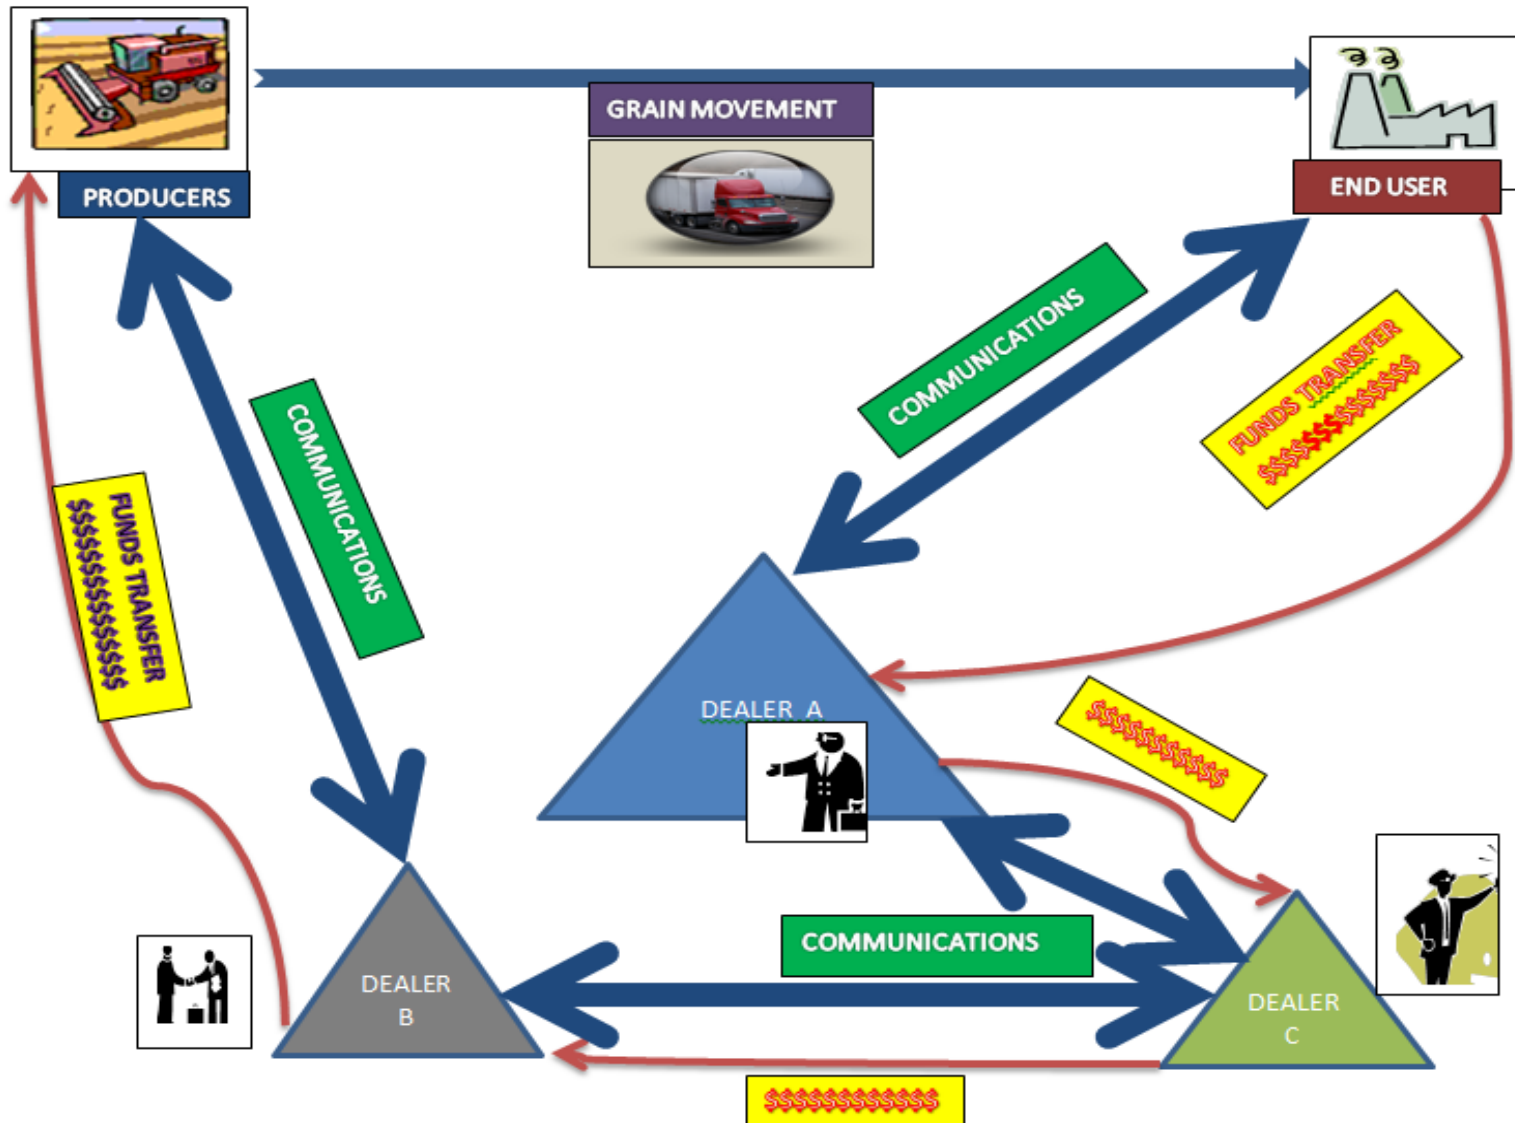 GRAIN MOVEMENT
PRODUCERS
END USER
COMMUNICATIONS
FUNDS TRANSFER
$$$$$$$$$$$$$$
COMMUNICATIONS
FUNDS TRANSFER
$$$$$$$$$$$$$$$$
DEALER A
$$$$$$$$$$$
COMMUNICATIONS
DEALER
B
DEALER
C
$$$$$$$$$$$$